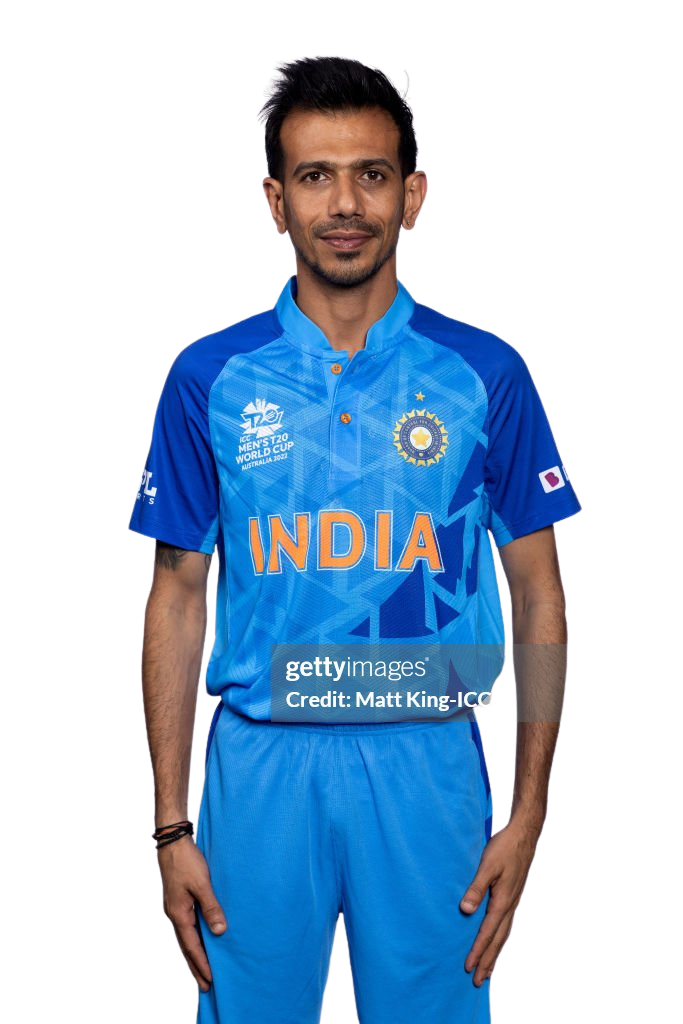 ICC
MEN'S T20
WORLD CUP
AUSTRALIA 2022
INDIA
gettyimages®
Credit: Matt King-ICC